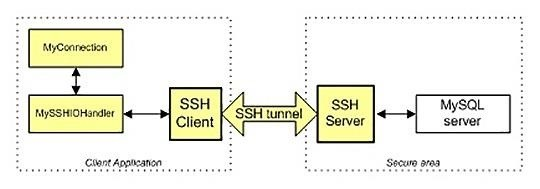 MyConnection
MySSHIOHandler
SSH
Client
SSH tunnel
SSH
Server
MySQL
server
Client Application
Secure area